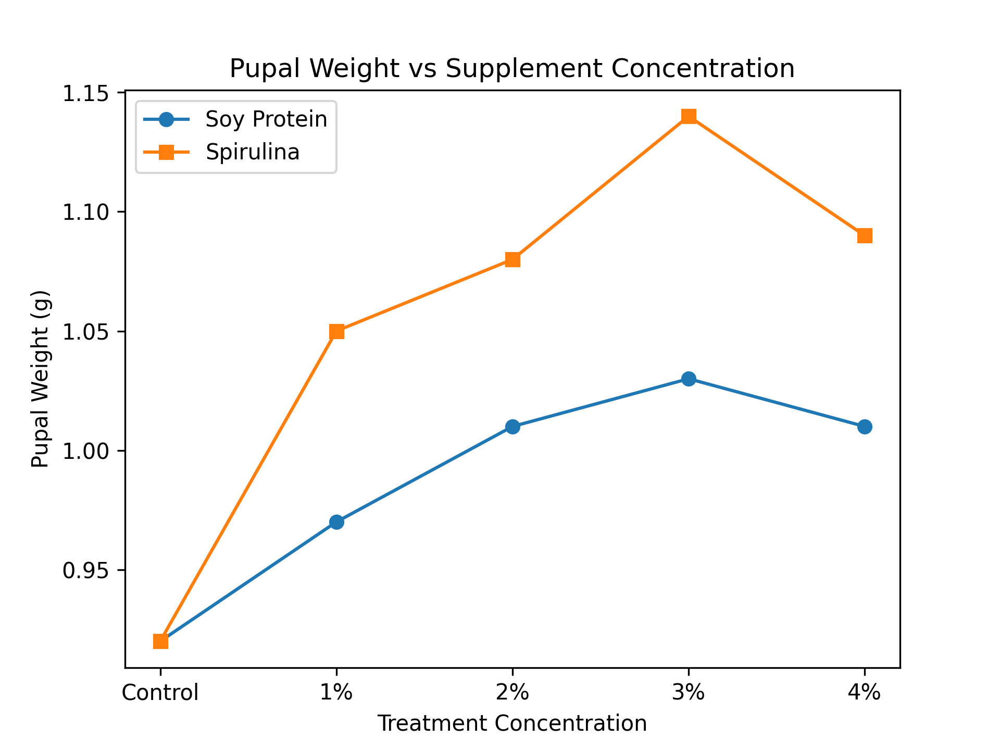 Pupal Weight vs Supplement Concentration
Soy Protein
Spirulina
1.15
1.10
1.05
1.00
0.95
Pupal Weight (g)
Control 1% 2% 3% 4%
Treatment Concentration